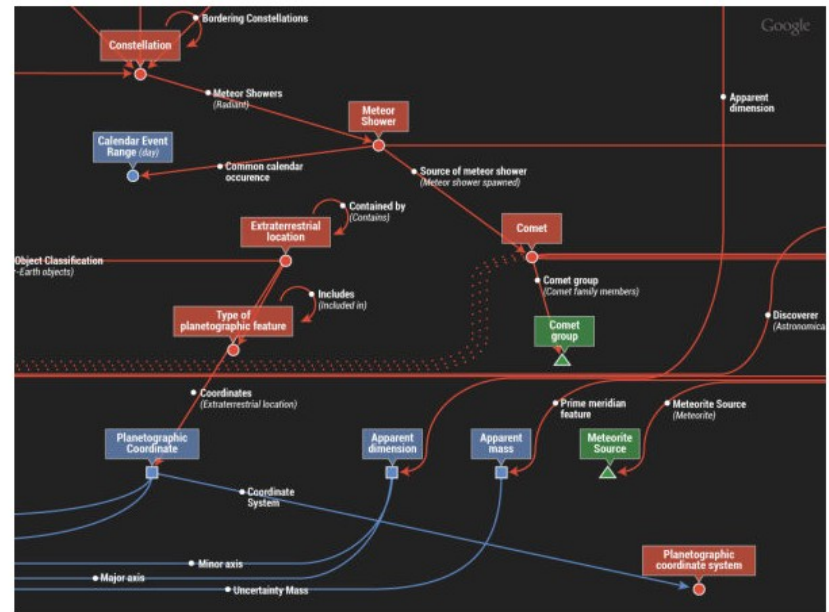 Bordering Constellations
Google
Constellation
Meteor Showers
(Radiant)
Apparent
dimension
Meteor
Shower
Calendar Event
Range (day)
Common calendar
occurence
Source of meteor shower
(Meteor shower spawned)
Contained by
(Contains)
Extraterrestrial
location
Comet
Object Classification
-Earth objects)
Comet group
(Comet family members)
Includes
(Included in)
Type of
planetographic feature
Discoverer
(Astronomica
Comet
group
Coordinates
(Extraterrestrial location)
Prime meridian
feature
Meteorite Source
(Meteorite)
Planetographic
Coordinate
Apparent
dimension
Apparent
mass
Meteorite
Source
Coordinate
System
Planetographic
coordinate system
Minor axis
Major axis
Uncertainty Mass